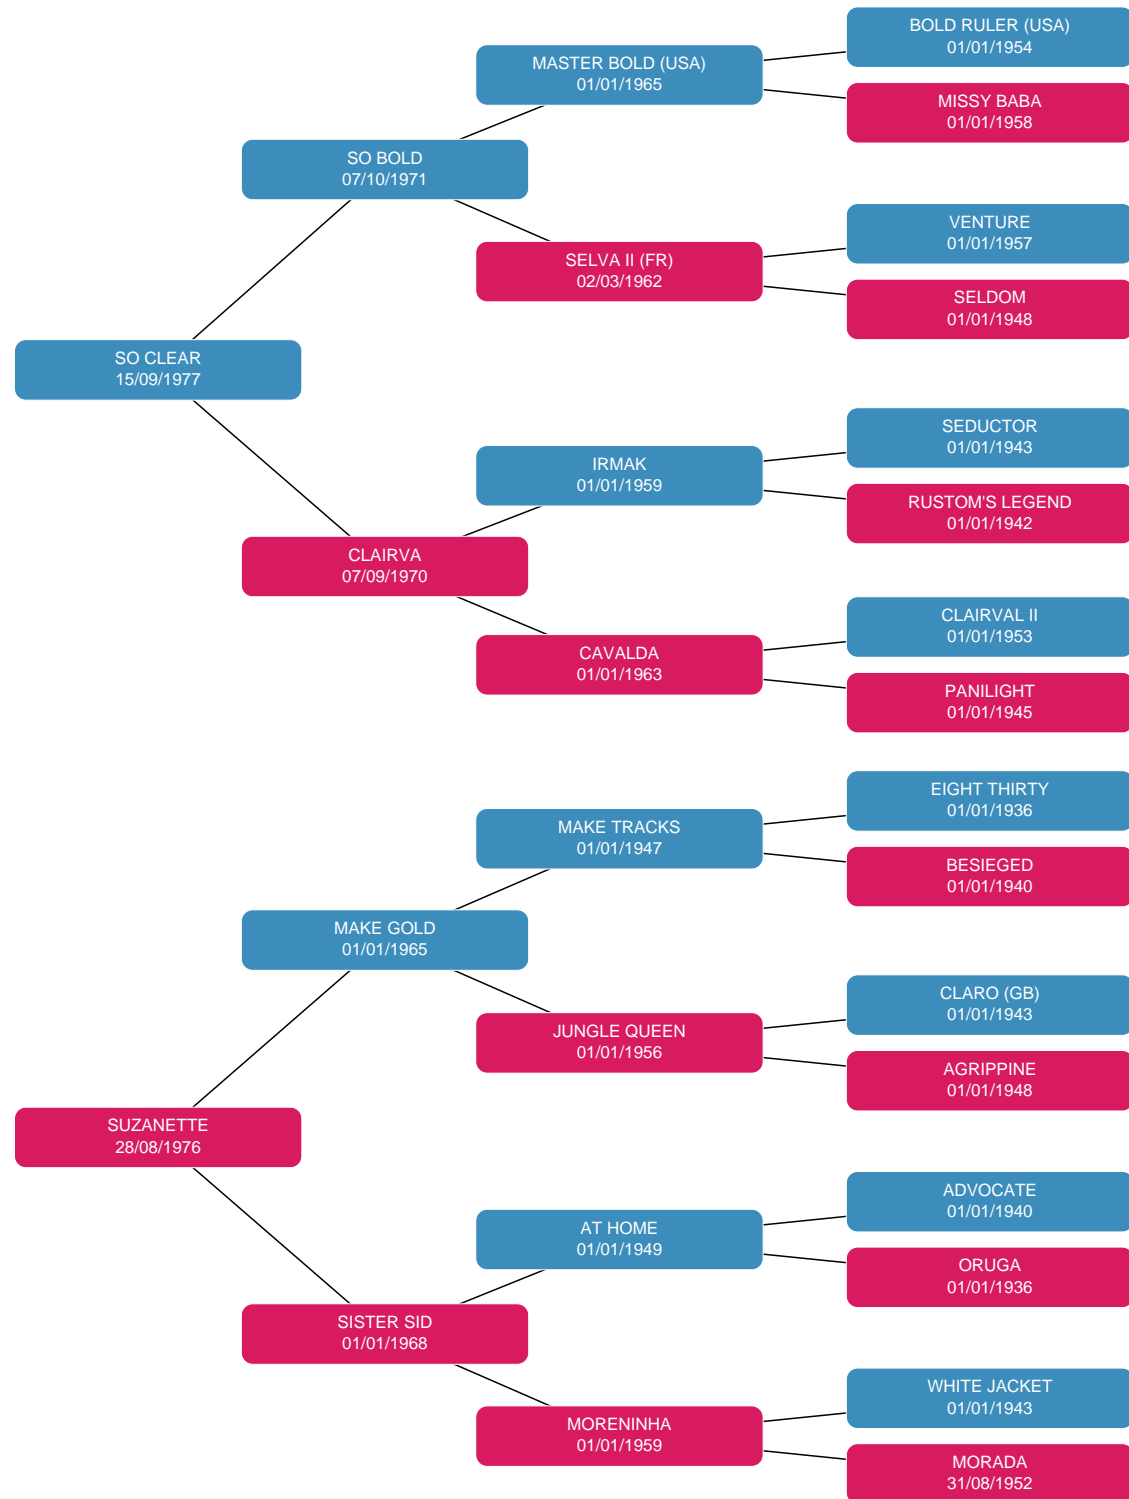 BOLD RULER (USA)
01/01/1954
MASTER BOLD (USA)
01/01/1965
MISSY BABA
01/01/1958
SO BOLD
07/10/1971
VENTURE
01/01/1957
SELVA II (FR)
02/03/1962
SELDOM
01/01/1948
SO CLEAR
15/09/1977
SEDUCTOR
01/01/1943
IRMAK
01/01/1959
RUSTOM'S LEGEND
01/01/1942
CLAIRVA
07/09/1970
CLAIRVAL II
01/01/1953
CAVALDA
01/01/1963
PANILIGHT
01/01/1945
EIGHT THIRTY
01/01/1936
MAKE TRACKS
01/01/1947
BESIEGED
01/01/1940
MAKE GOLD
01/01/1965
CLARO (GB)
01/01/1943
JUNGLE QUEEN
01/01/1956
AGRIPPINE
01/01/1948
SUZANETTE
28/08/1976
ADVOCATE
01/01/1940
AT HOME
01/01/1949
ORUGA
01/01/1936
SISTER SID
01/01/1968
WHITE JACKET
01/01/1943
MORENINHA
01/01/1959
MORADA
31/08/1952